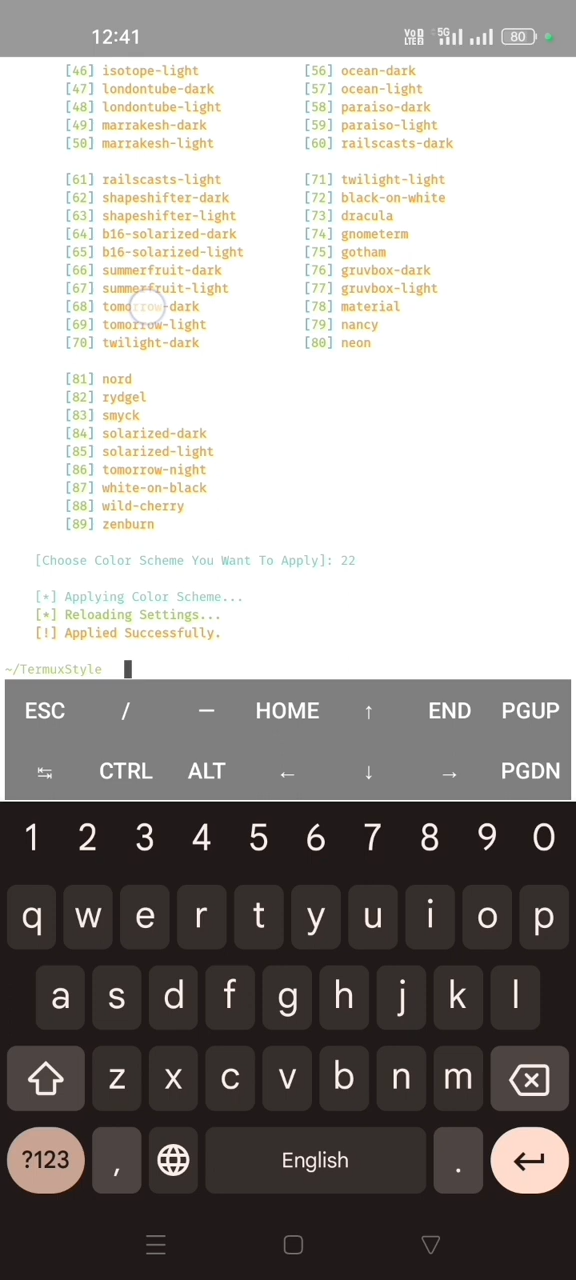 12:41 VoD LTE2 5G 80
[46] isotope-light [56] ocean-dark
[47] londontube-dark [57] ocean-light
[48] londontube-light [58] paraiso-dark
[49] marrakesh-dark [59] paraiso-light
[50] marrakesh-light [60] railscasts-dark
[61] railscasts-light [71] twilight-light
[62] shapeshifter-dark [72] black-on-white
[63] shapeshifter-light [73] dracula
[64] b16-solarized-dark [74] gnometerm
[65] b16-solarized-light [75] gotham
[66] summerfruit-dark [76] gruvbox-dark
[67] summerfruit-light [77] gruvbox-light
[68] tomorrow-dark [78] material
[69] tomorrow-light [79] nancy
[70] twilight-dark [80] neon
[81] nord
[82] rydgel
[83] smyck
[84] solarized-dark
[85] solarized-light
[86] tomorrow-night
[87] white-on-black
[88] wild-cherry
[89] zenburn
[Choose Color Scheme You Want To Apply]: 22
[*] Applying Color Scheme...
[*] Reloading Settings...
[!] Applied Successfully.
~/TermuxStyle
ESC / — HOME ↑ END PGUP
↹ CTRL ALT ← ↓ → PGDN
1 2 3 4 5 6 7 8 9 0
q w e r t y u i o p
a s d f g h j k l
z x c v b n m
?123 , English .